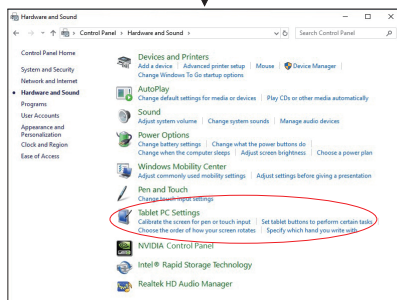 Hardware and Sound
Control Panel > Hardware and Sound >
Search Control Panel
Control Panel Home
System and Security
Network and Internet
Hardware and Sound
Programs
User Accounts
Appearance and
Personalization
Clock and Region
Ease of Access
Devices and Printers
Add a device | Advanced printer setup | Mouse | Device Manager |
Change Windows To Go startup options
AutoPlay
Change default settings for media or devices | Play CDs or other media automatically
Sound
Adjust system volume | Change system sounds | Manage audio devices
Power Options
Change battery settings | Change what the power buttons do |
Change when the computer sleeps | Adjust screen brightness | Choose a power plan
Windows Mobility Center
Adjust commonly used mobility settings | Adjust settings before giving a presentation
Pen and Touch
Change touch input settings
Tablet PC Settings
Calibrate the screen for pen or touch input | Set tablet buttons to perform certain tasks
Choose the order of how your screen rotates | Specify which hand you write with
NVIDIA Control Panel
Intel® Rapid Storage Technology
Realtek HD Audio Manager